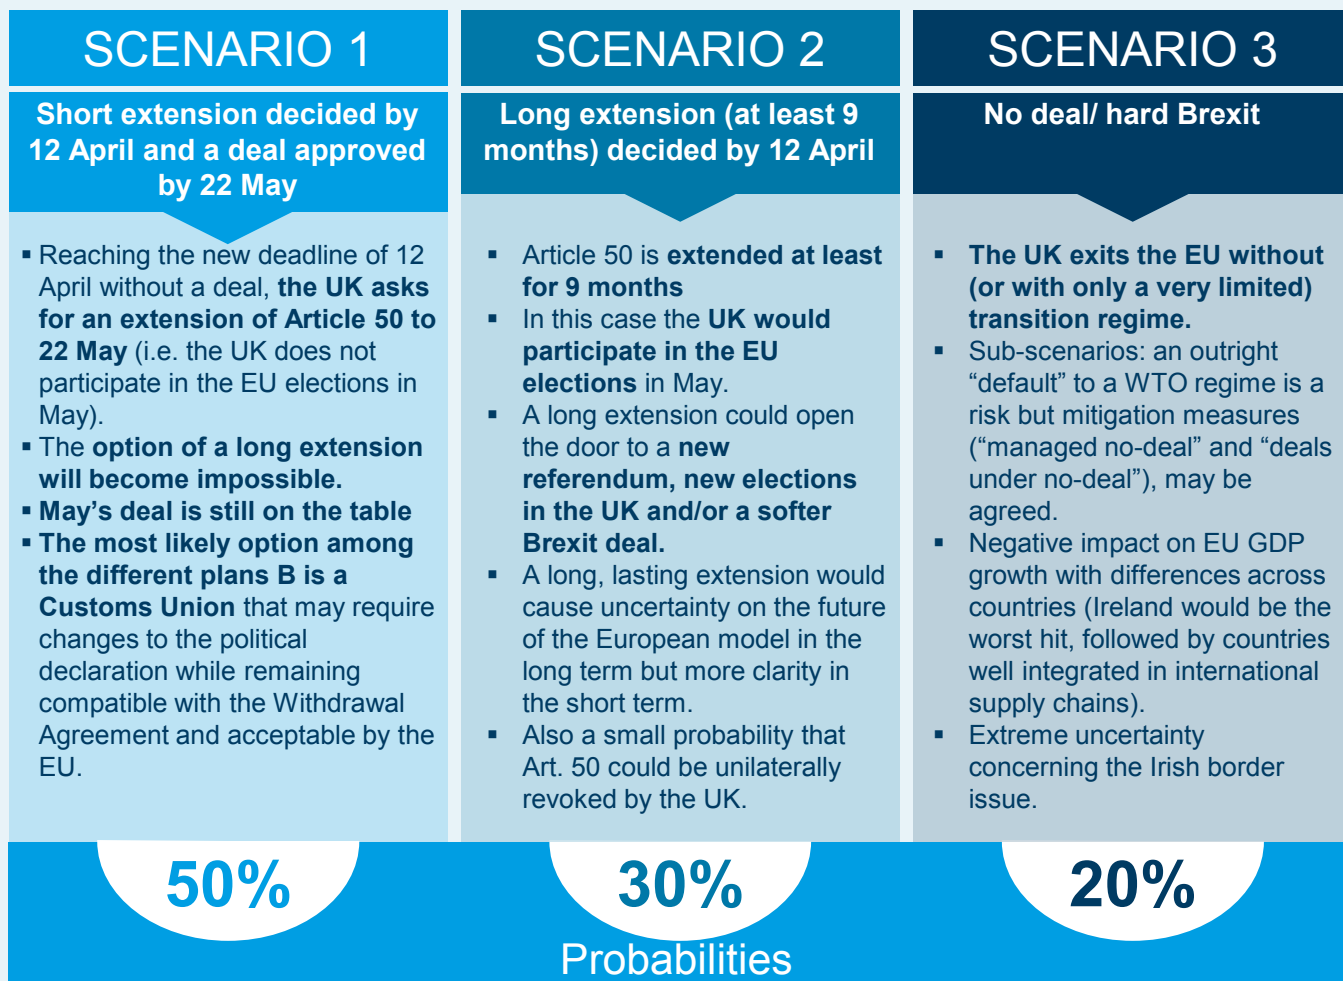 SCENARIO 1
Short extension decided by
12 April and a deal approved
by 22 May
▪ Reaching the new deadline of 12
April without a deal, the UK asks
for an extension of Article 50 to
22 May (i.e. the UK does not
participate in the EU elections in
May).
▪ The option of a long extension
will become impossible.
▪ May’s deal is still on the table
▪ The most likely option among
the different plans B is a
Customs Union that may require
changes to the political
declaration while remaining
compatible with the Withdrawal
Agreement and acceptable by the
EU.
50%
SCENARIO 2
Long extension (at least 9
months) decided by 12 April
▪ Article 50 is extended at least
for 9 months
▪ In this case the UK would
participate in the EU
elections in May.
▪ A long extension could open
the door to a new
referendum, new elections
in the UK and/or a softer
Brexit deal.
▪ A long, lasting extension would
cause uncertainty on the future
of the European model in the
long term but more clarity in
the short term.
▪ Also a small probability that
Art. 50 could be unilaterally
revoked by the UK.
30%
SCENARIO 3
No deal/ hard Brexit
▪ The UK exits the EU without
(or with only a very limited)
transition regime.
▪ Sub-scenarios: an outright
“default” to a WTO regime is a
risk but mitigation measures
(“managed no-deal” and “deals
under no-deal”), may be
agreed.
▪ Negative impact on EU GDP
growth with differences across
countries (Ireland would be the
worst hit, followed by countries
well integrated in international
supply chains).
▪ Extreme uncertainty
concerning the Irish border
issue.
20%
Probabilities